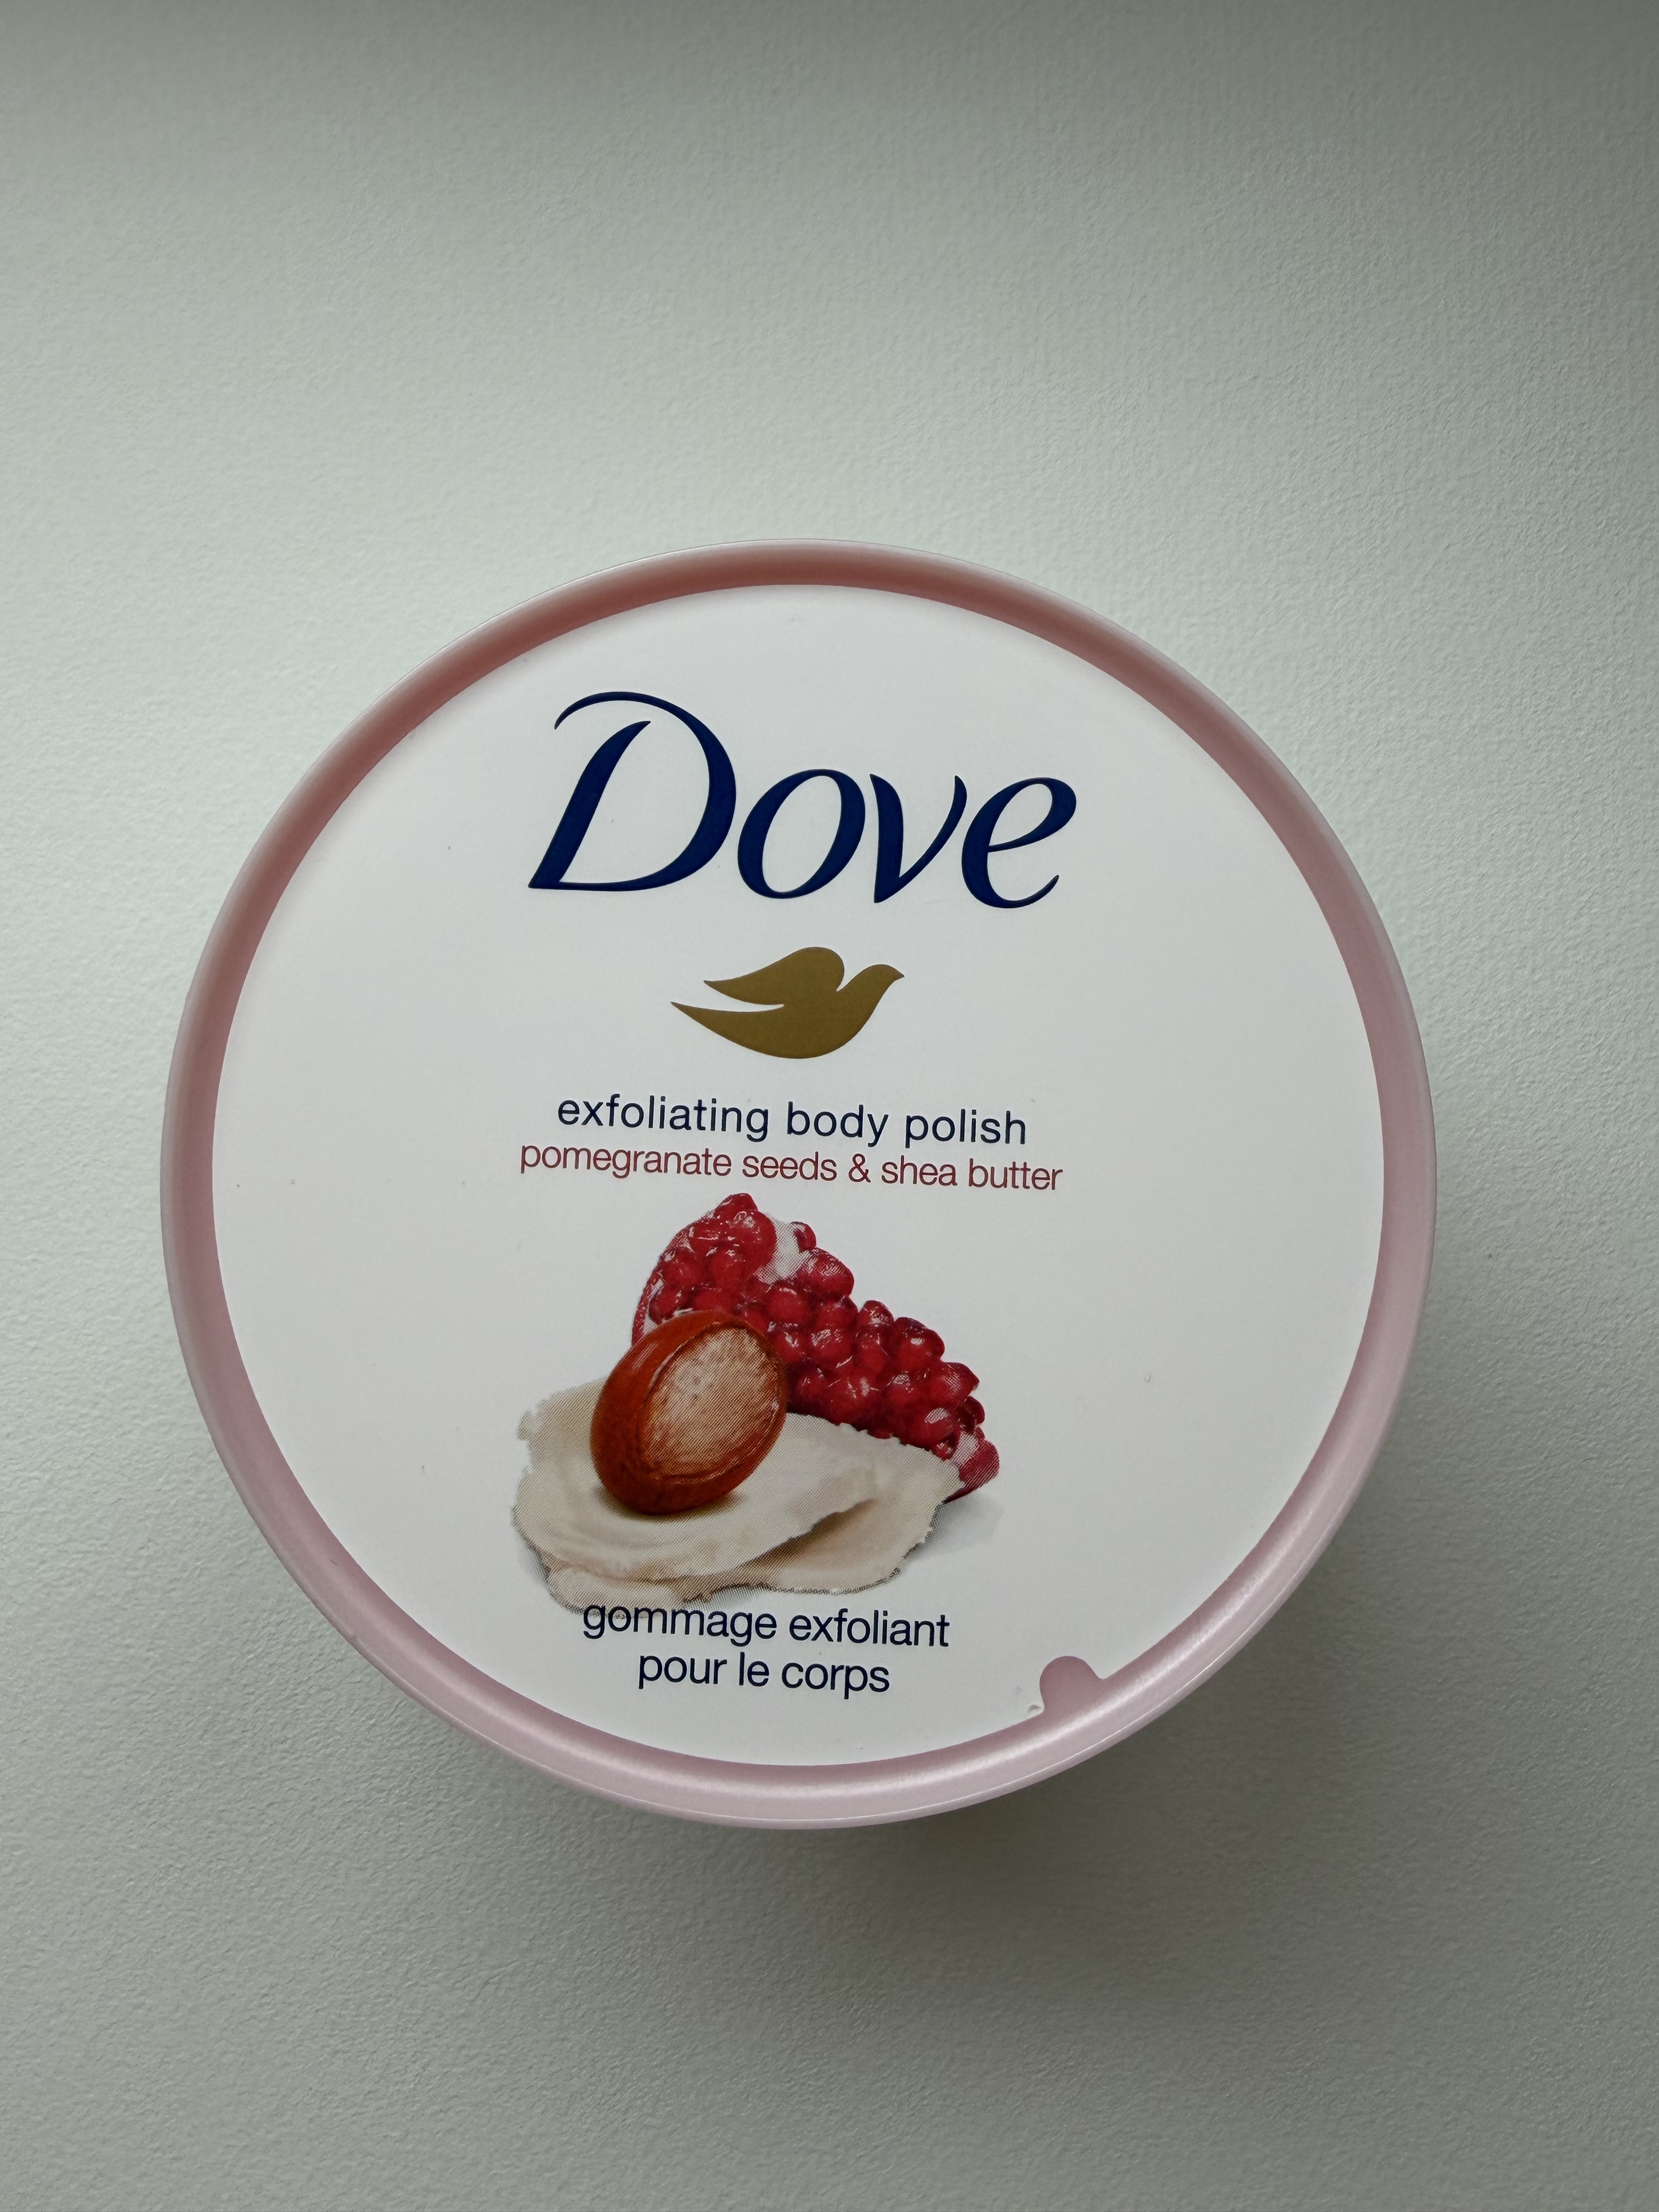 Dove
exfoliating body polish
pomegranate seeds & shea butter
gommage exfoliant
pour le corps